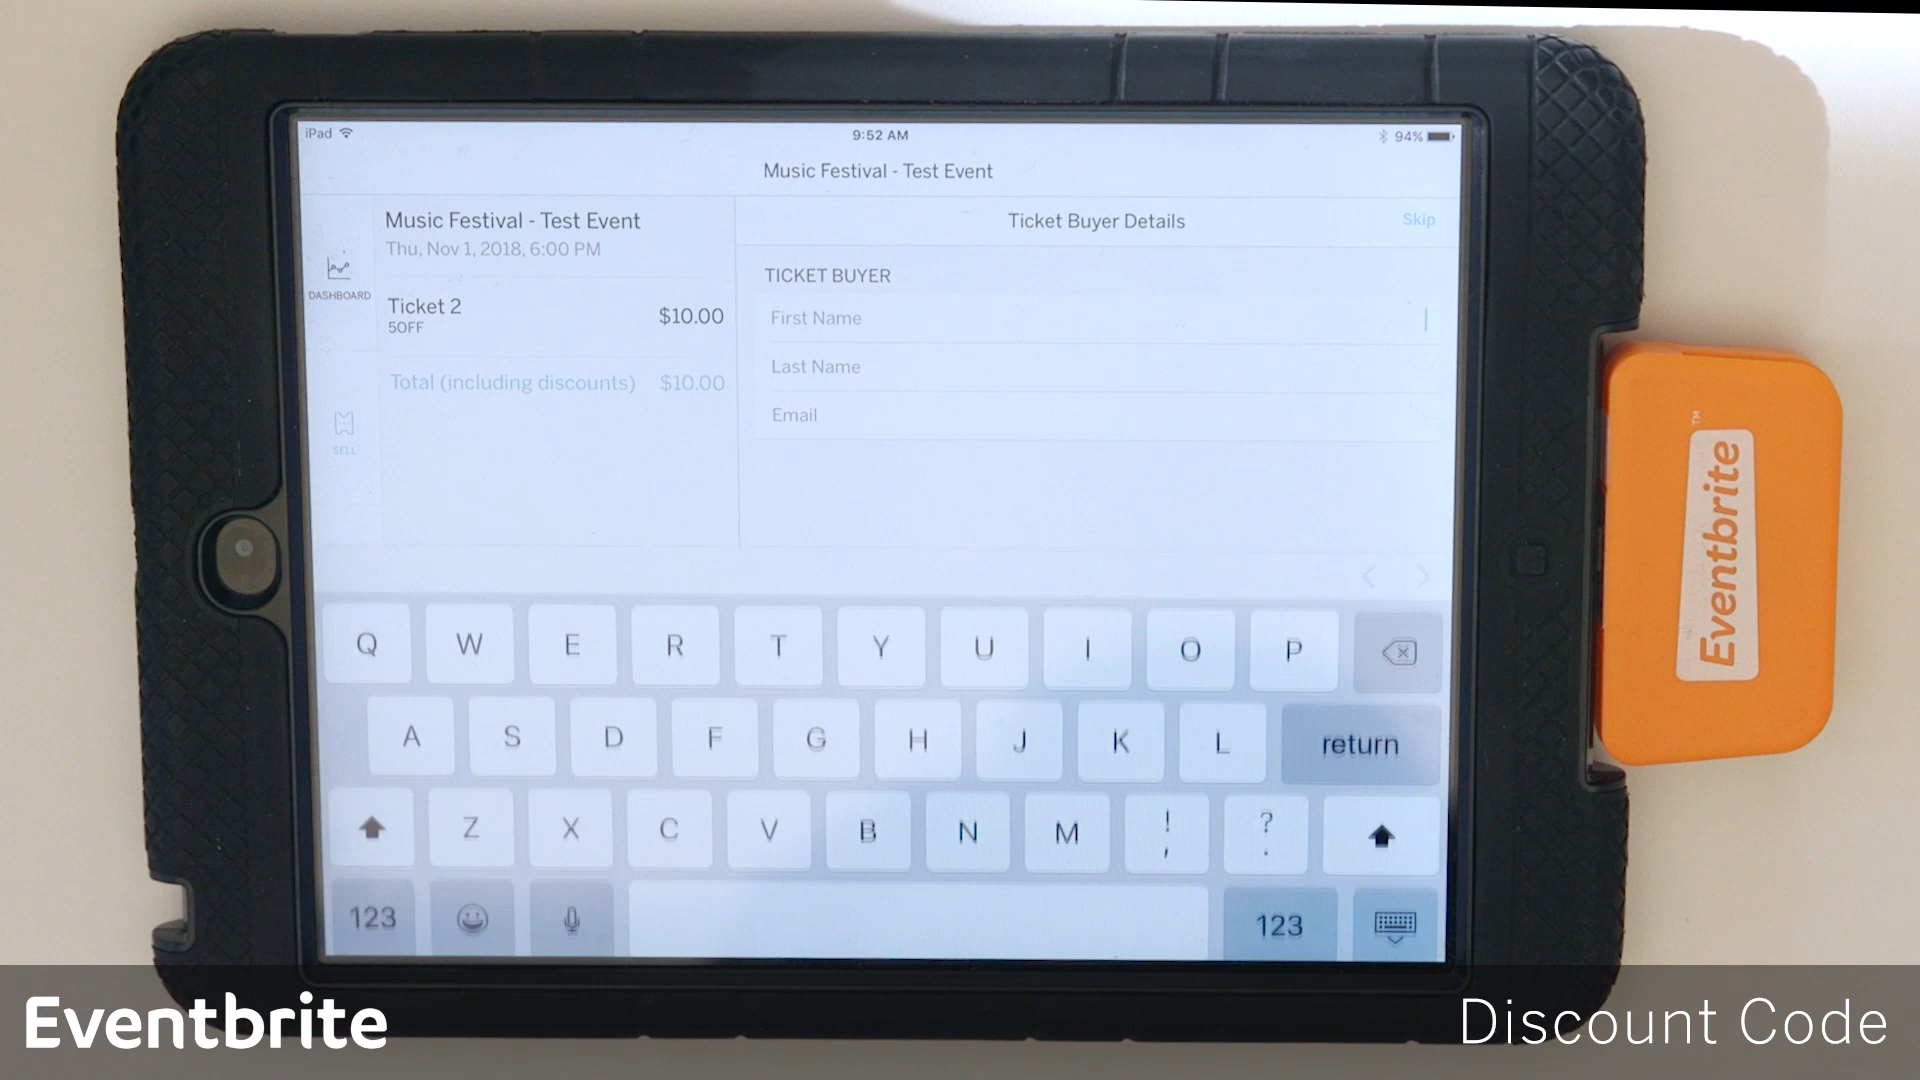 iPad
9:52 AM
94%
Music Festival - Test Event
Music Festival - Test Event
Thu, Nov 1, 2018, 6:00 PM
Ticket Buyer Details
Skip
DASHBOARD
Ticket 2
5OFF
$10.00
Total (including discounts) $10.00
SELL
TICKET BUYER
First Name
Last Name
Email
Q W E R T Y U I O P
A S D F G H J K L return
Z X C V B N M ! , ? .
123 123
Eventbrite™
Eventbrite
Discount Code